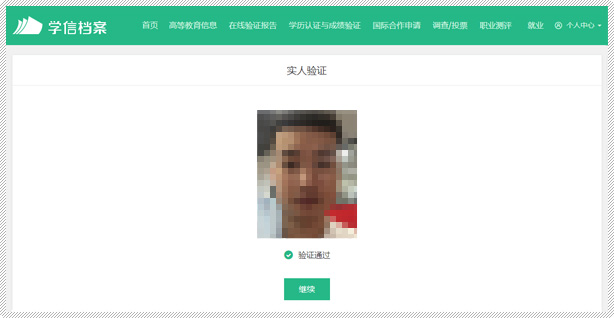 学信档案 首页 高等教育信息 在线验证报告 学历认证与成绩验证 国际合作申请 调查/投票 职业测评 就业 个人中心
实人验证
验证通过
继续